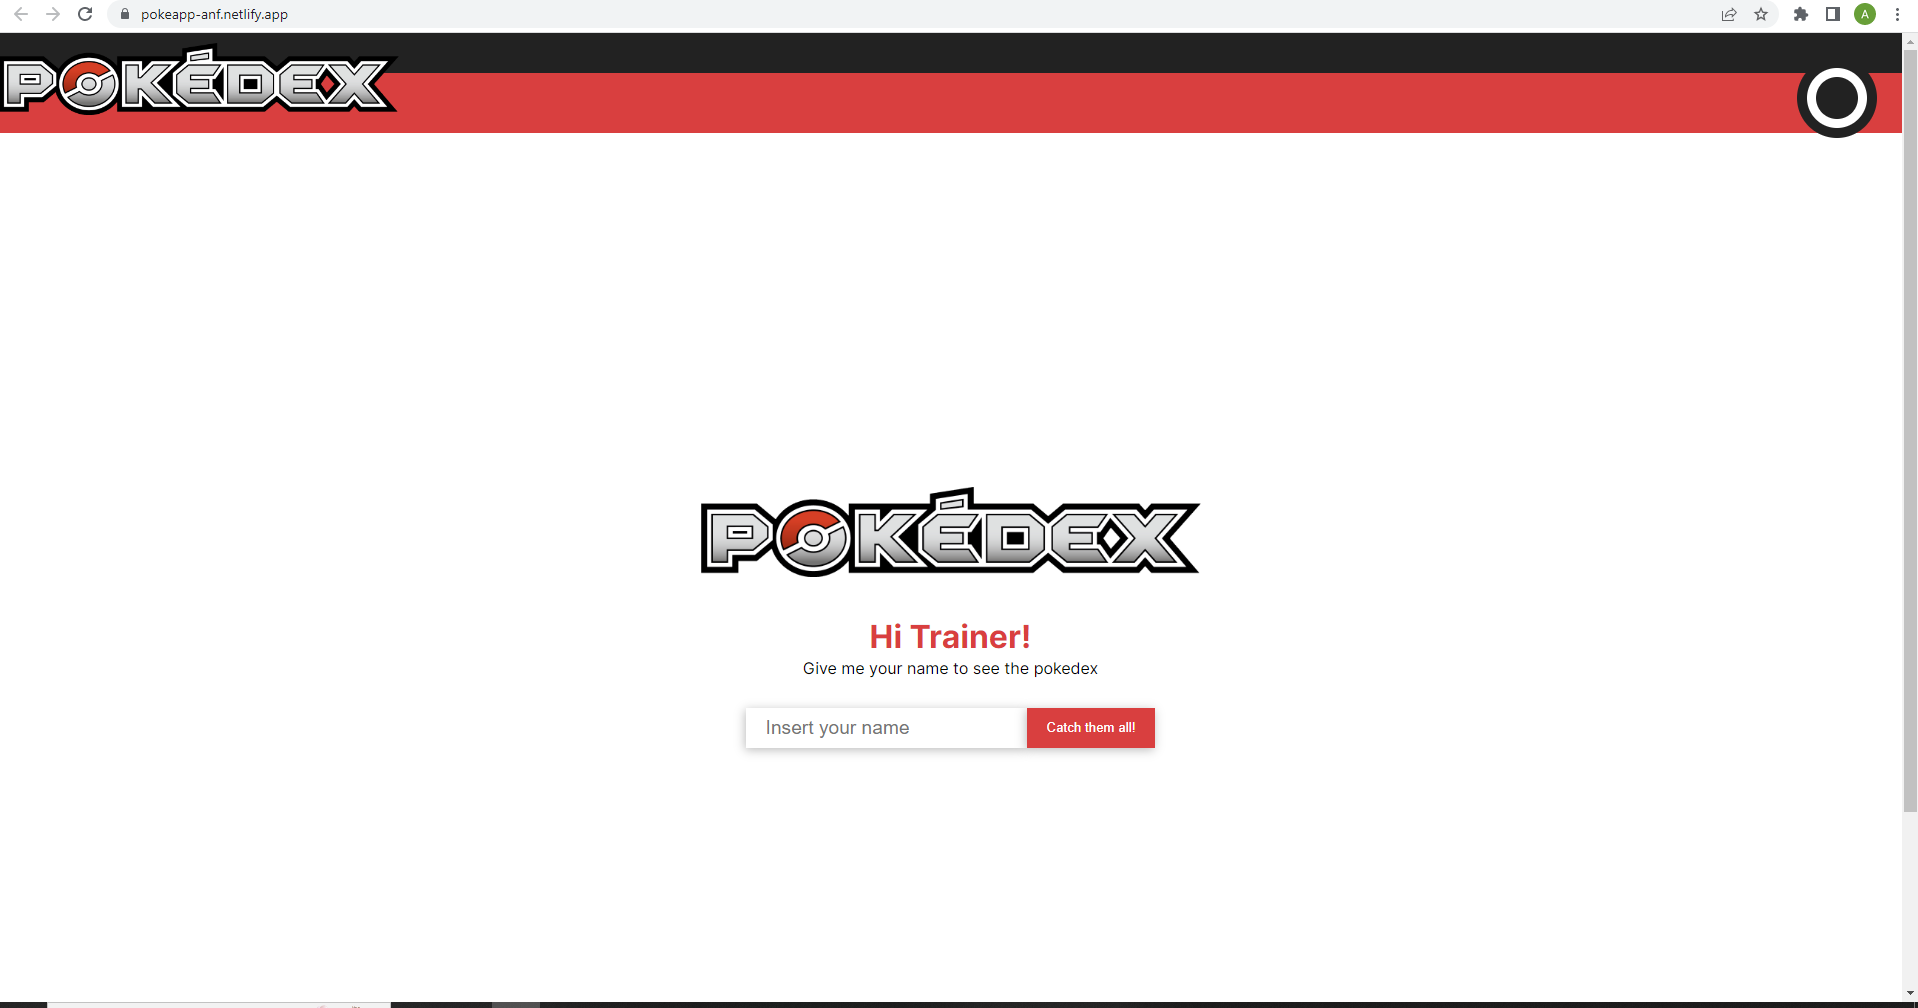 pokeapp-anf.netlify.app
A
POKÉDEX
POKÉDEX
Hi Trainer!
Give me your name to see the pokedex
Insert your name
Catch them all!